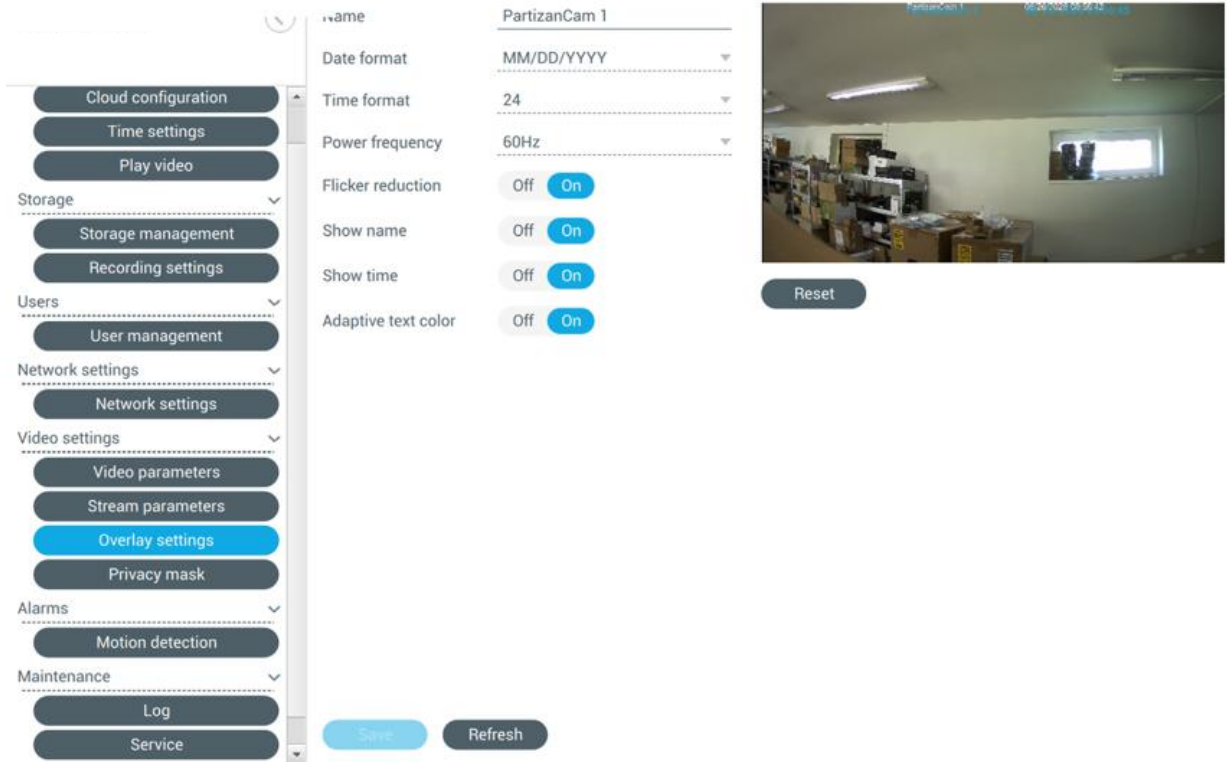 Name PartizanCam 1
Date format MM/DD/YYYY
Cloud configuration
Time format 24
Time settings
Power frequency 60Hz
Play video
Flicker reduction Off On
Storage
Show name Off On
Storage management
Recording settings
Show time Off On
Reset
Users
Adaptive text color Off On
User management
Network settings
Network settings
Video settings
Video parameters
Stream parameters
Overlay settings
Privacy mask
Alarms
Motion detection
Maintenance
Log
Save Refresh
Service
PartizanCam 1